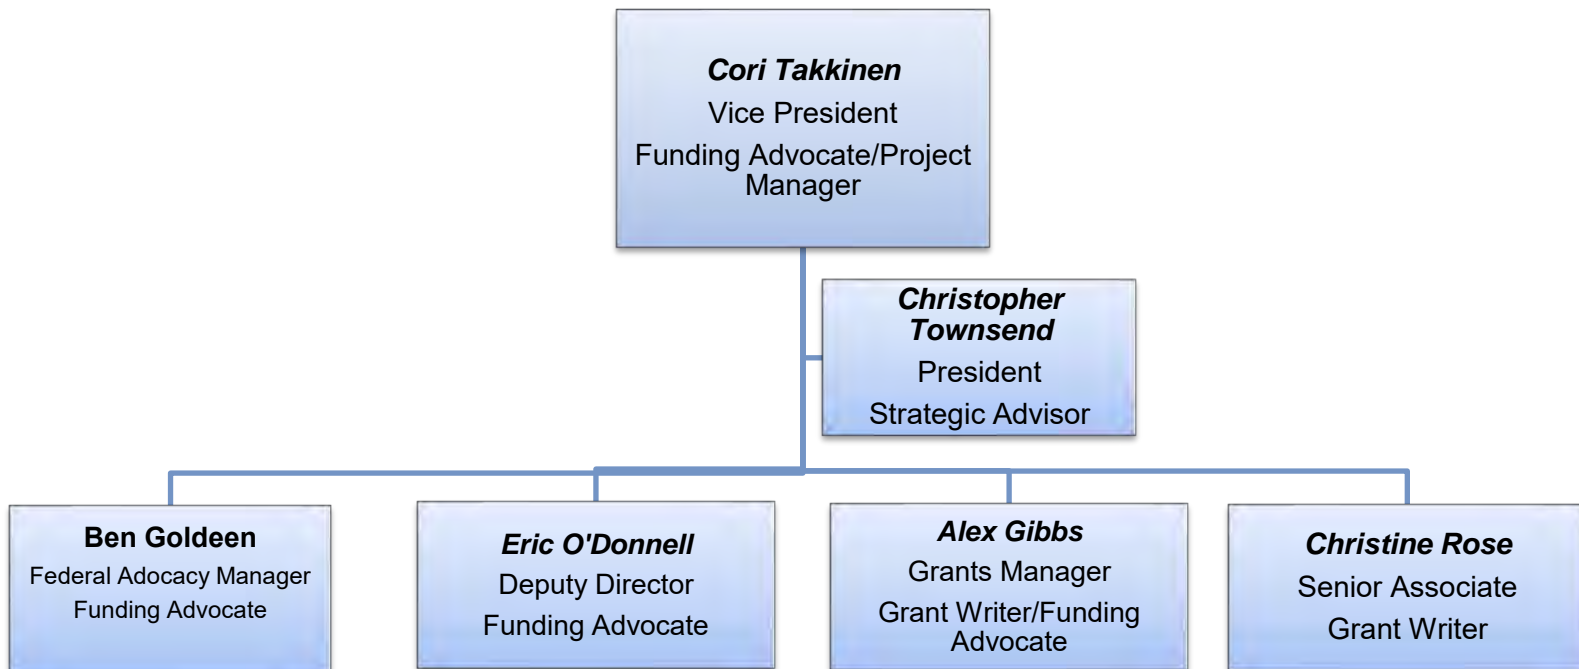 Cori Takkinen
Vice President
Funding Advocate/Project
Manager
Christopher
Townsend
President
Strategic Advisor
Ben Goldeen
Federal Adocacy Manager
Funding Advocate
Eric O'Donnell
Deputy Director
Funding Advocate
Alex Gibbs
Grants Manager
Grant Writer/Funding
Advocate
Christine Rose
Senior Associate
Grant Writer